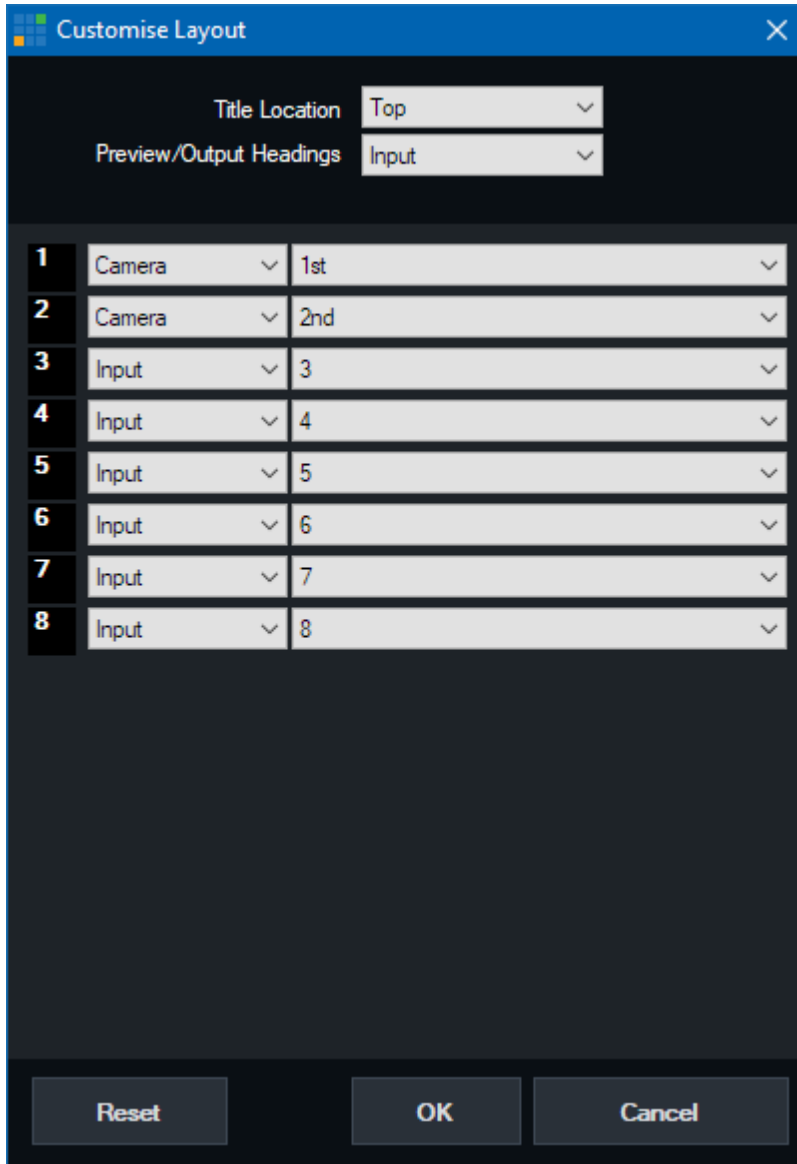 Customise Layout
Title Location Top
Preview/Output Headings Input
1 Camera 1st
2 Camera 2nd
3 Input 3
4 Input 4
5 Input 5
6 Input 6
7 Input 7
8 Input 8
Reset OK Cancel